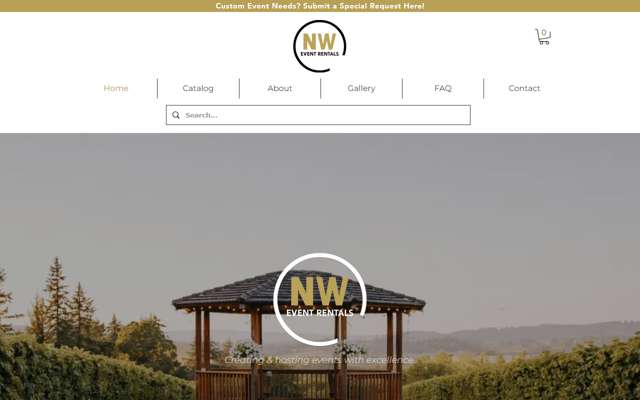 Custom Event Needs? Submit a Special Request Here!
NW
EVENT RENTALS
0
Home
Catalog
About
Gallery
FAQ
Contact
Search...
NW
EVENT RENTALS
Creating & hosting events with excellence.